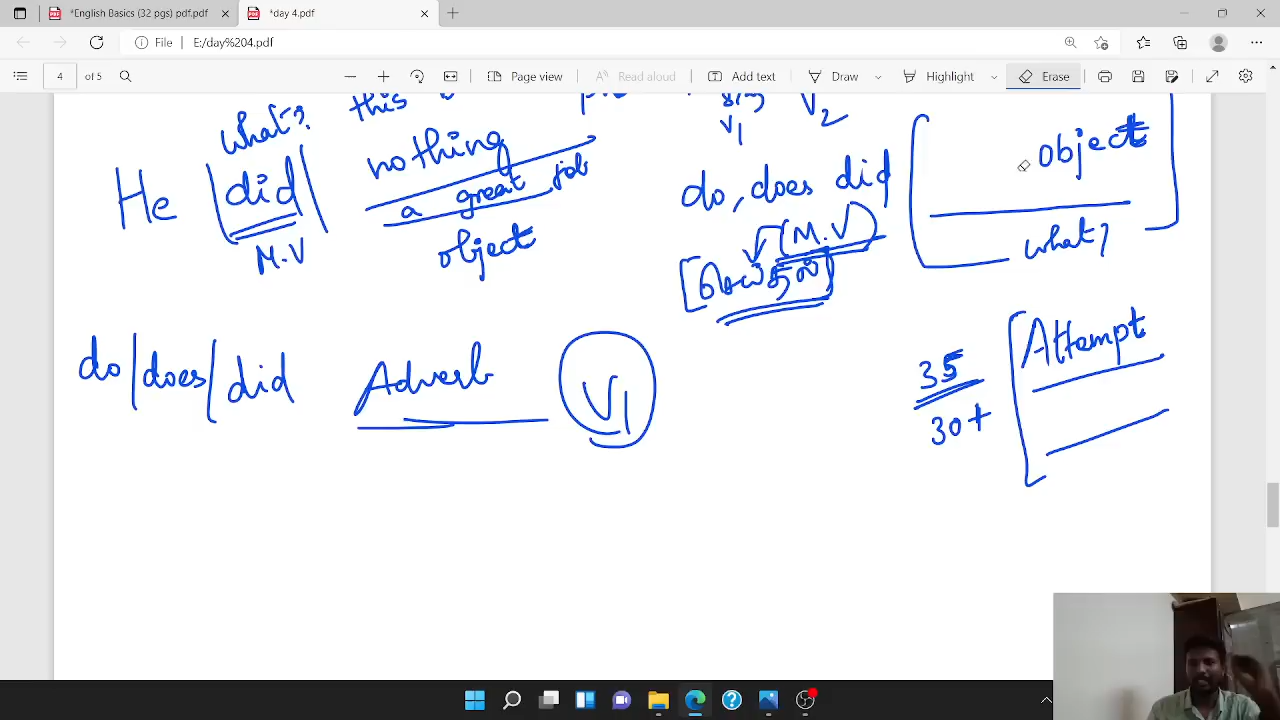 *English Basics (32 pgs) pdf.pdf
*day 4.pdf
File E:/day%204.pdf
4 of 5
Page view
Read aloud
Add text
Draw
Highlight
Erase
what?
this
V1
V2
He did nothing
a great job
M.V
object
do, does did
(M.V)
object
what?
do/does/did Adverb V1
35
30+
Attempt